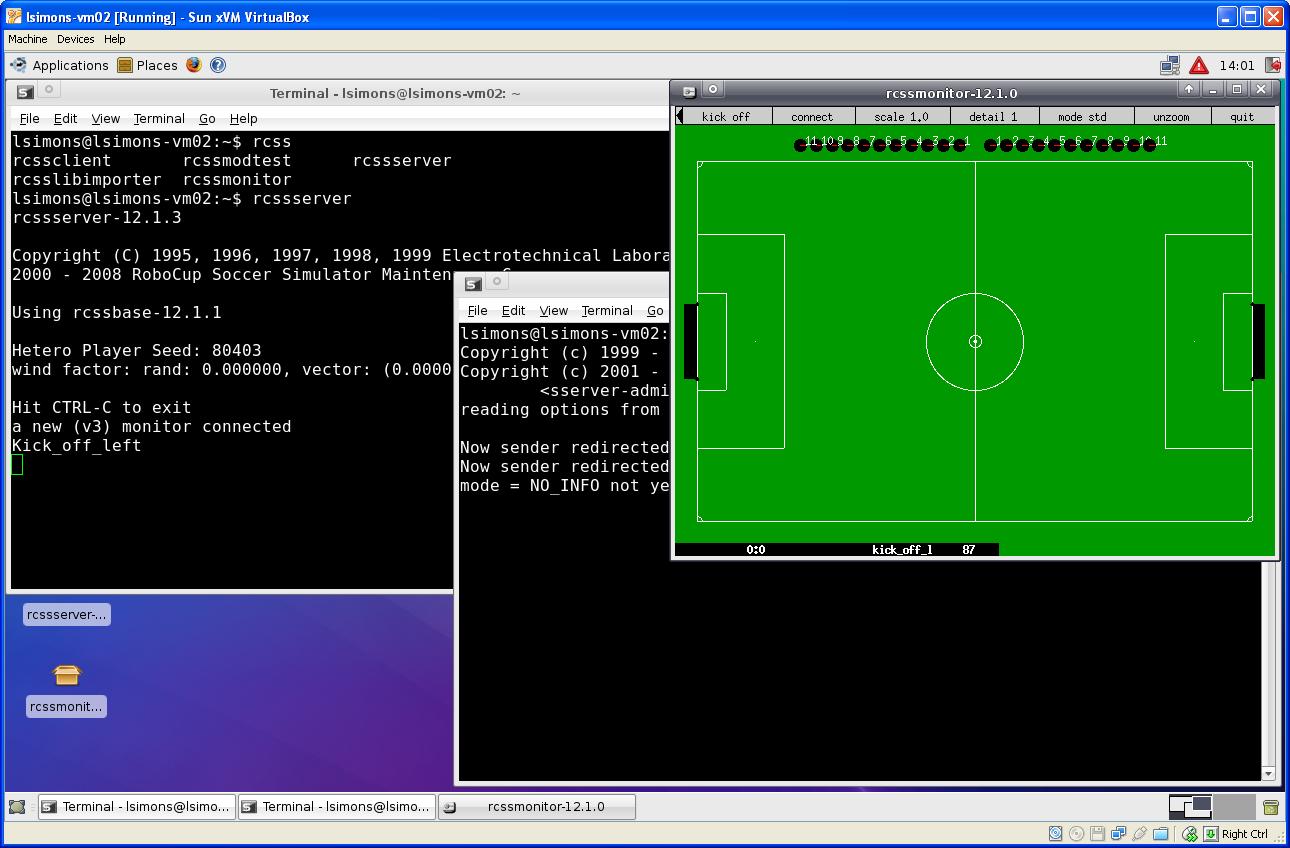 lsimons-vm02 [Running] - Sun xVM VirtualBox
Machine Devices Help
Applications Places 14:01
Terminal - lsimons@lsimons-vm02: ~
File Edit View Terminal Go Help
lsimons@lsimons-vm02:~$ rcss
rcssclient rcssmodtest rcssserver
rcsslibimporter rcssmonitor
lsimons@lsimons-vm02:~$ rcssserver
rcssserver-12.1.3
Copyright (C) 1995, 1996, 1997, 1998, 1999 Electrotechnical Labora
2000 - 2008 RoboCup Soccer Simulator Mainten
Using rcssbase-12.1.1
Hetero Player Seed: 80403
wind factor: rand: 0.000000, vector: (0.0000
Hit CTRL-C to exit
a new (v3) monitor connected
Kick_off_left
File Edit View Terminal Go
lsimons@lsimons-vm02:
Copyright (c) 1999 -
Copyright (c) 2001 -
<sserver-admi
reading options from
Now sender redirected
Now sender redirected
mode = NO_INFO not ye
rcssmonitor-12.1.0
kick off connect scale 1.0 detail 1 mode std unzoom quit
11 10 9 8 7 6 5 4 3 2 1 1 2 3 4 5 6 7 8 9 10 11
0:0 kick_off_l 87
rcssserver-...
rcssmonit...
Terminal - lsimons@lsimo... Terminal - lsimons@lsimo... rcssmonitor-12.1.0
Right Ctrl